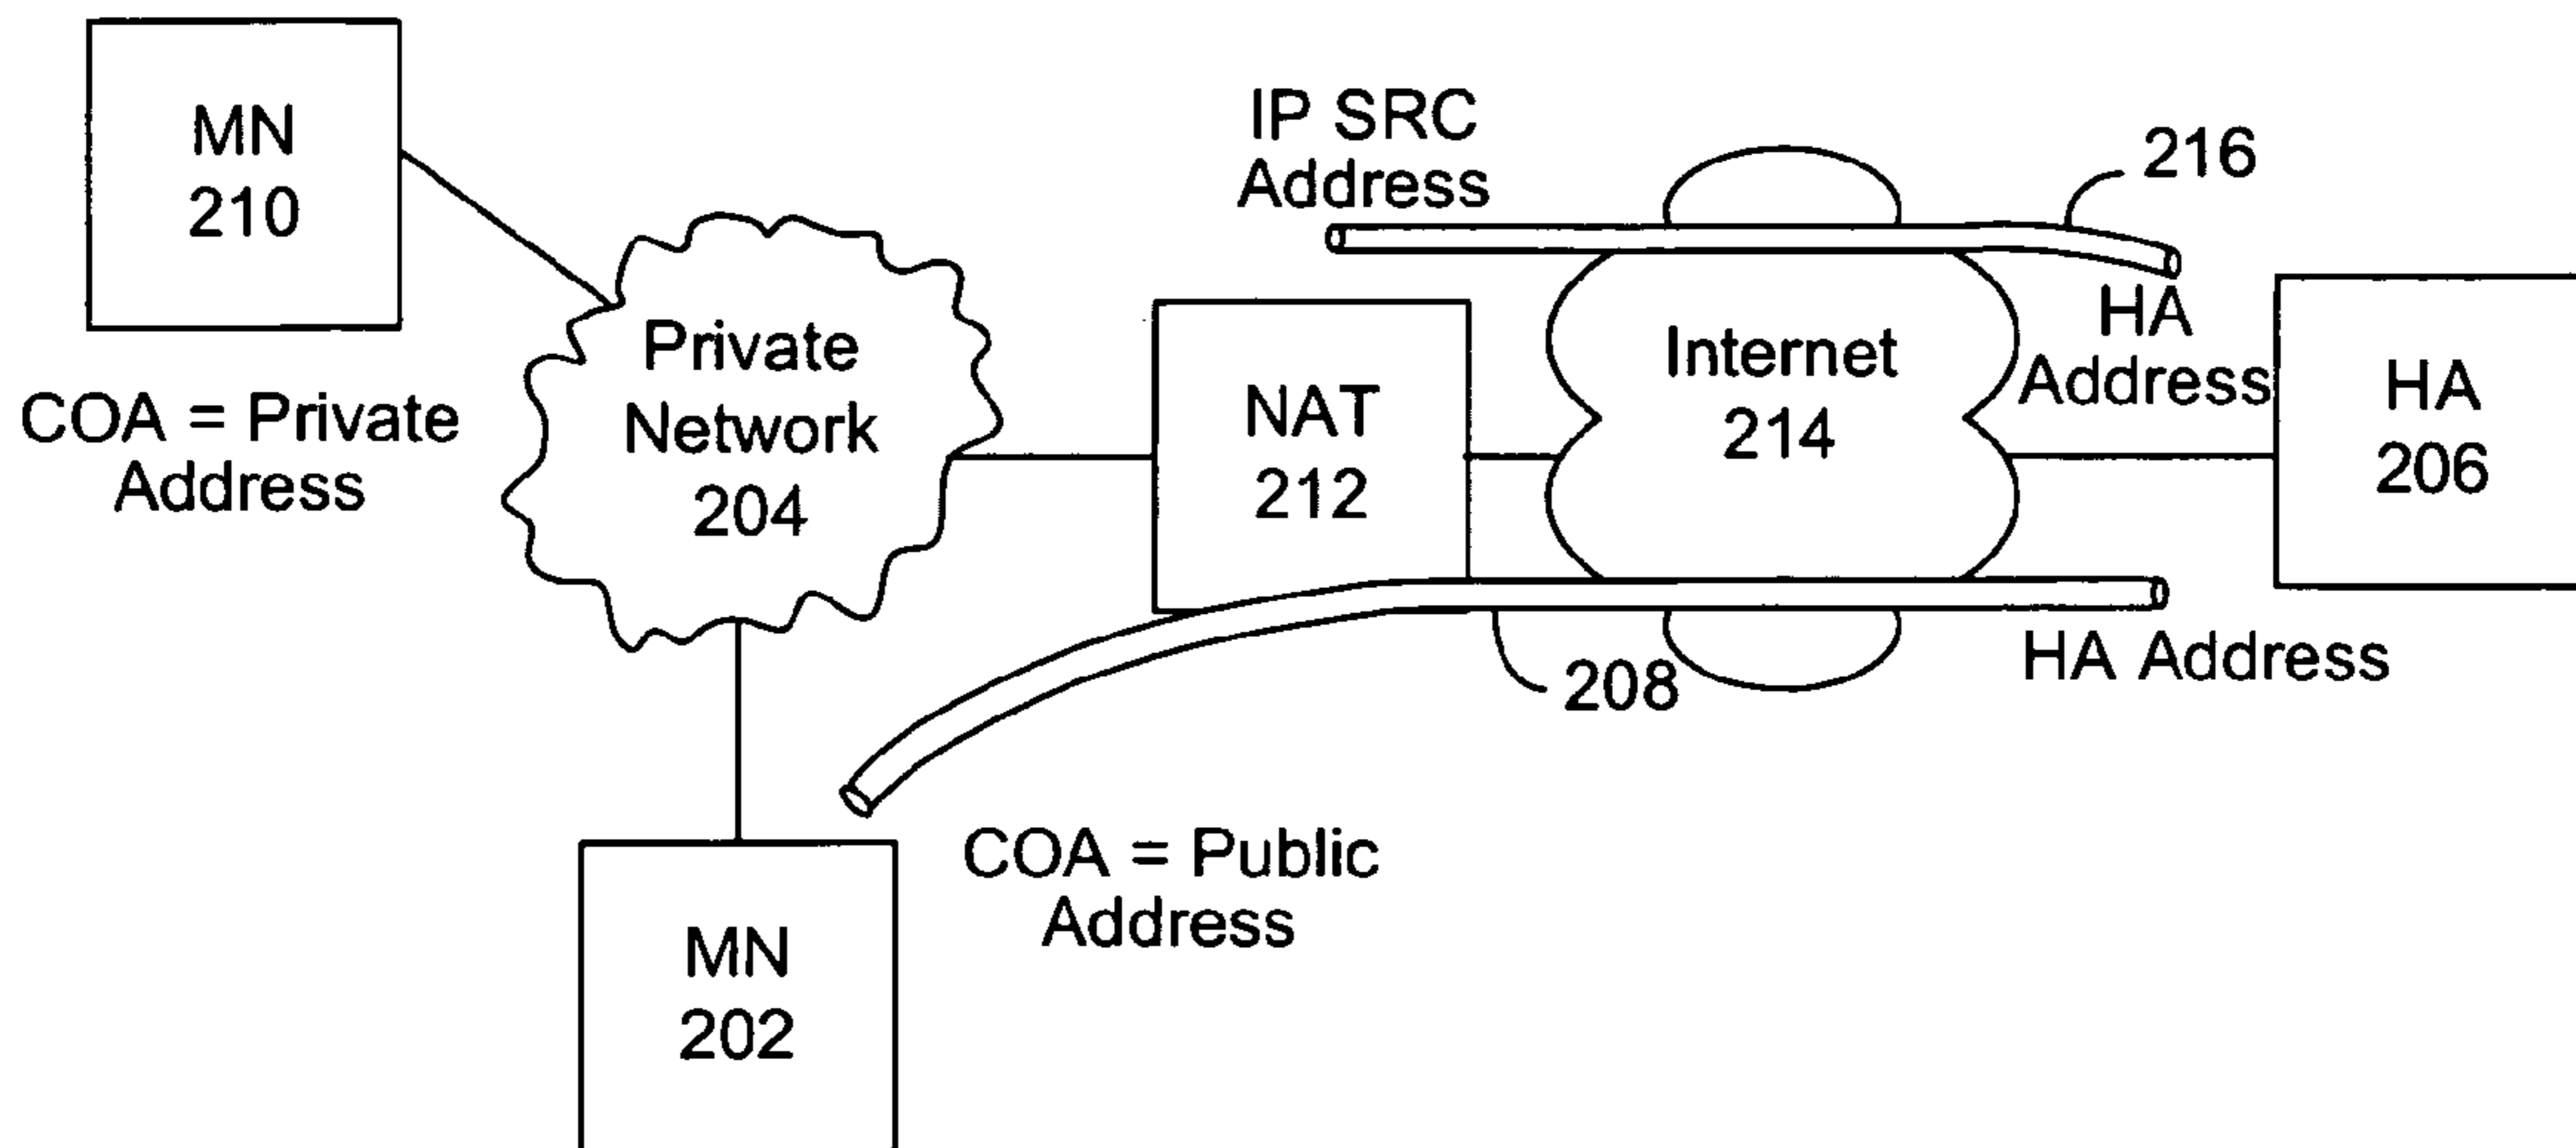 MN
210
COA = Private
Address
Private
Network
204
IP SRC
Address
216
NAT
212
Internet
214
HA
Address
HA
206
208
HA Address
COA = Public
Address
MN
202